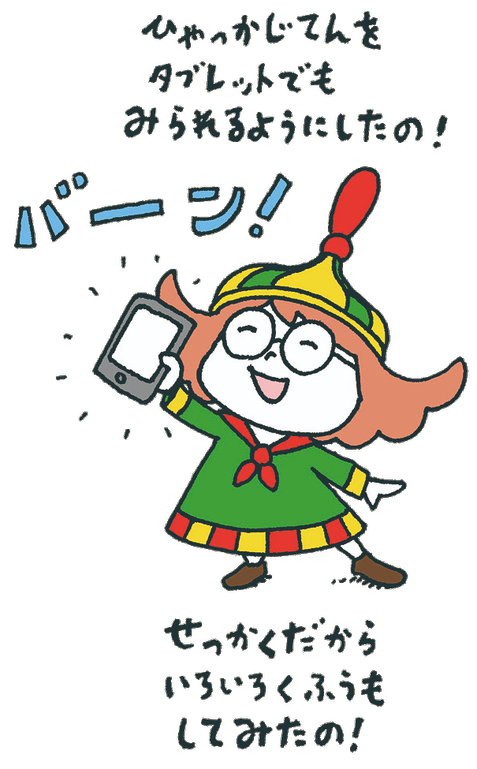 ひゃっかじてんを
タブレットでも
みられるようにしたの！
バーン！
せっかくだから
いろいろくふうも
してみたの！